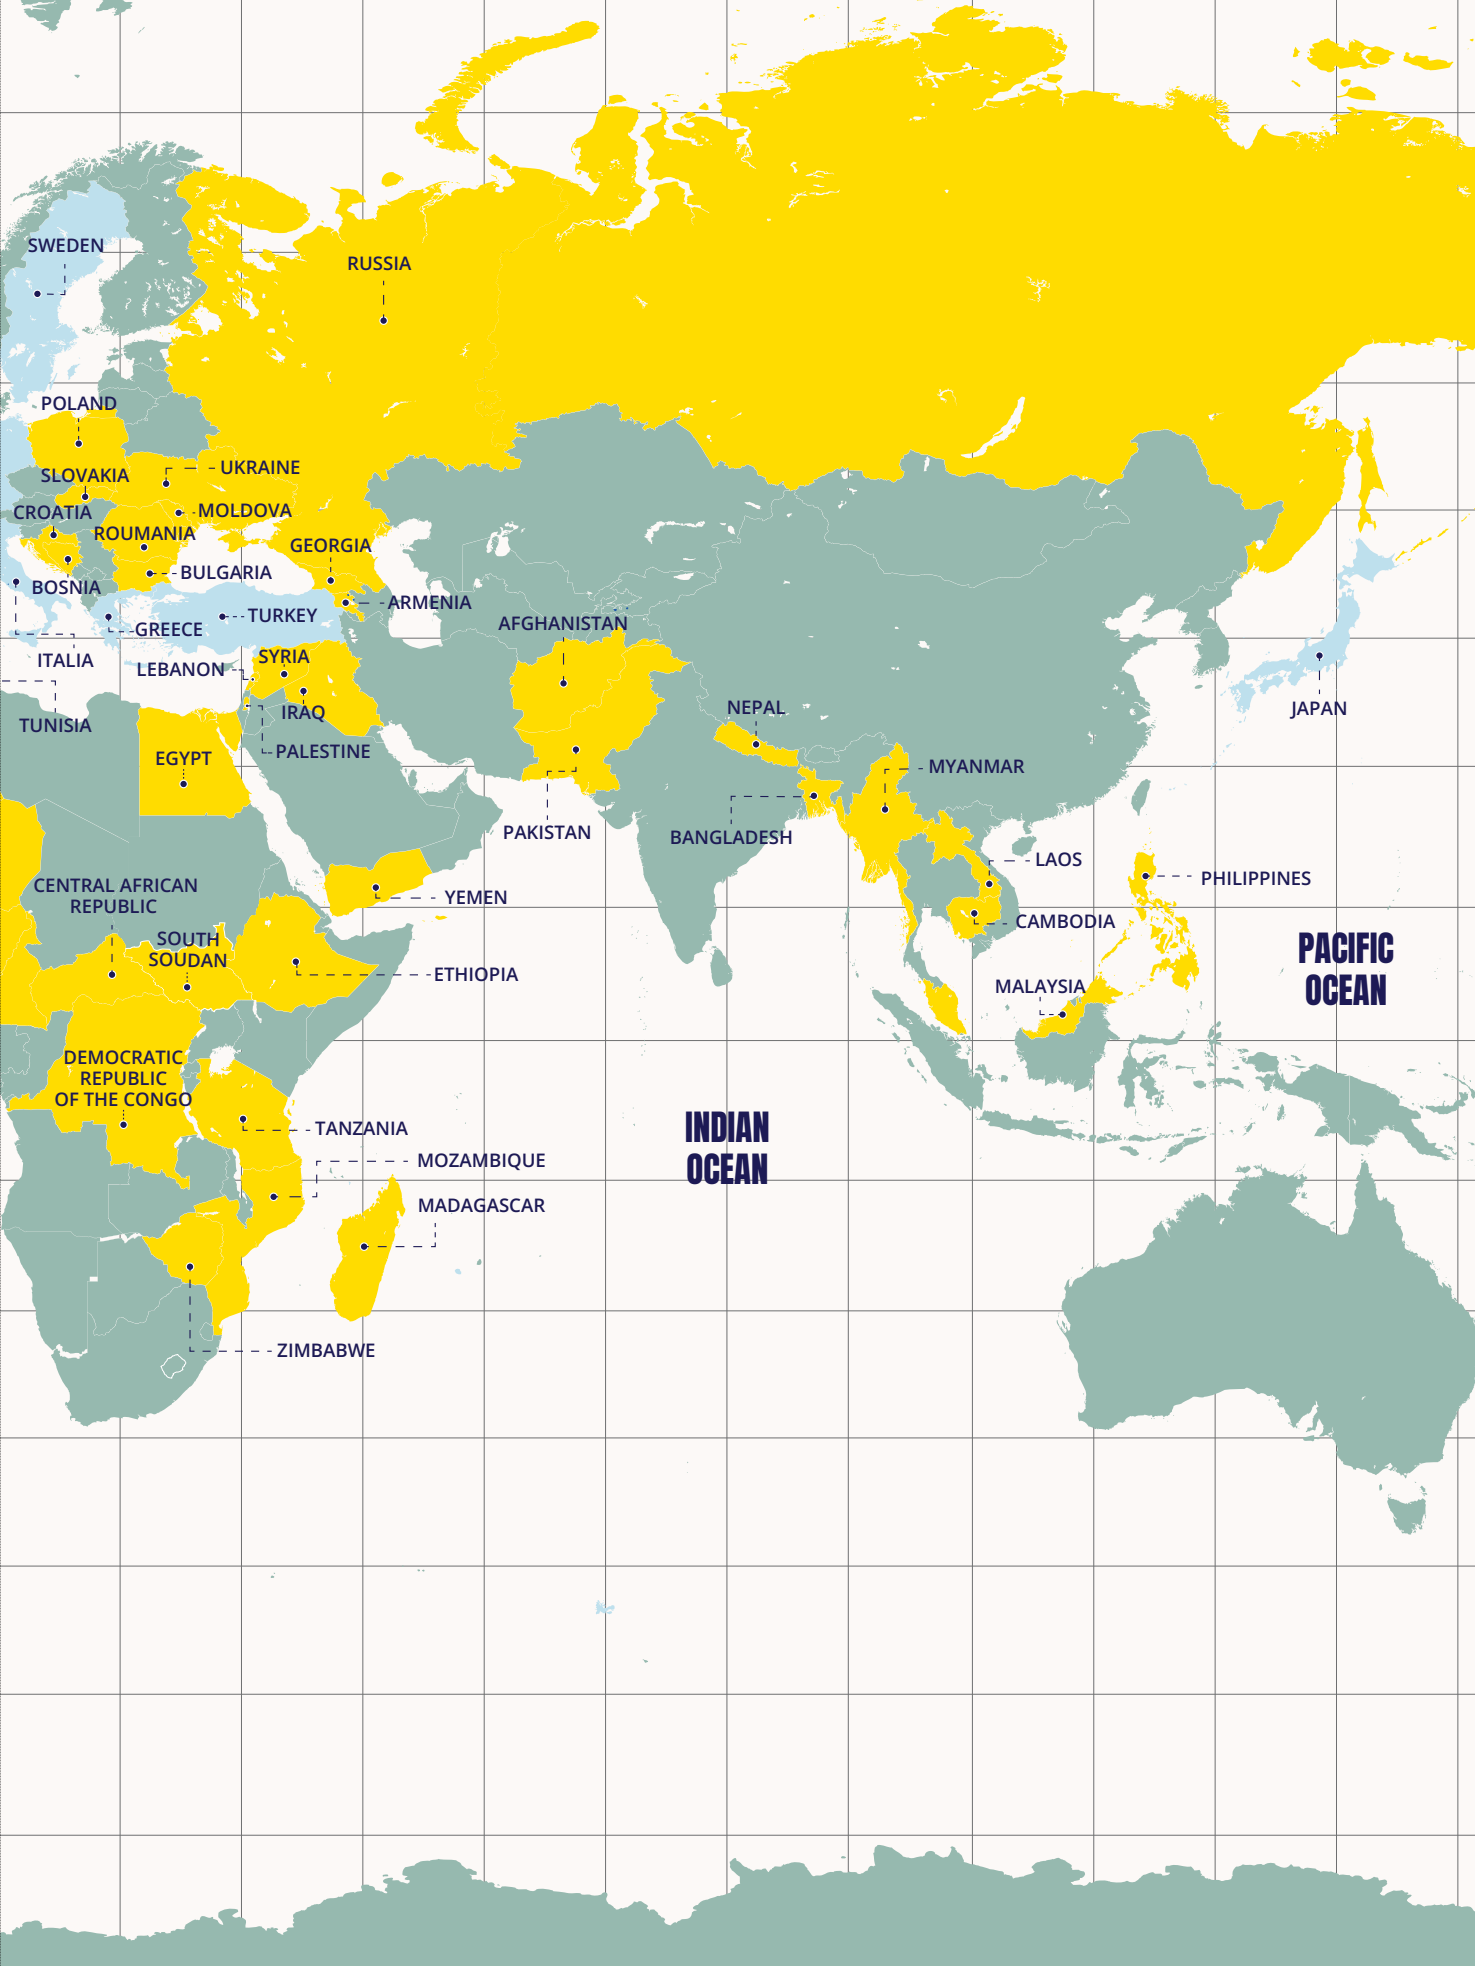 SWEDEN
RUSSIA
POLAND
UKRAINE
SLOVAKIA
MOLDOVA
CROATIA
ROUMANIA
GEORGIA
BULGARIA
BOSNIA
ARMENIA
TURKEY
AFGHANISTAN
GREECE
SYRIA
ITALIA
LEBANON
IRAQ
NEPAL
JAPAN
TUNISIA
PALESTINE
EGYPT
MYANMAR
PAKISTAN
BANGLADESH
LAOS
PHILIPPINES
CENTRAL AFRICAN
REPUBLIC
YEMEN
CAMBODIA
SOUTH
SOUDAN
PACIFIC
OCEAN
ETHIOPIA
MALAYSIA
DEMOCRATIC
REPUBLIC
OF THE CONGO
INDIAN
OCEAN
TANZANIA
MOZAMBIQUE
MADAGASCAR
ZIMBABWE